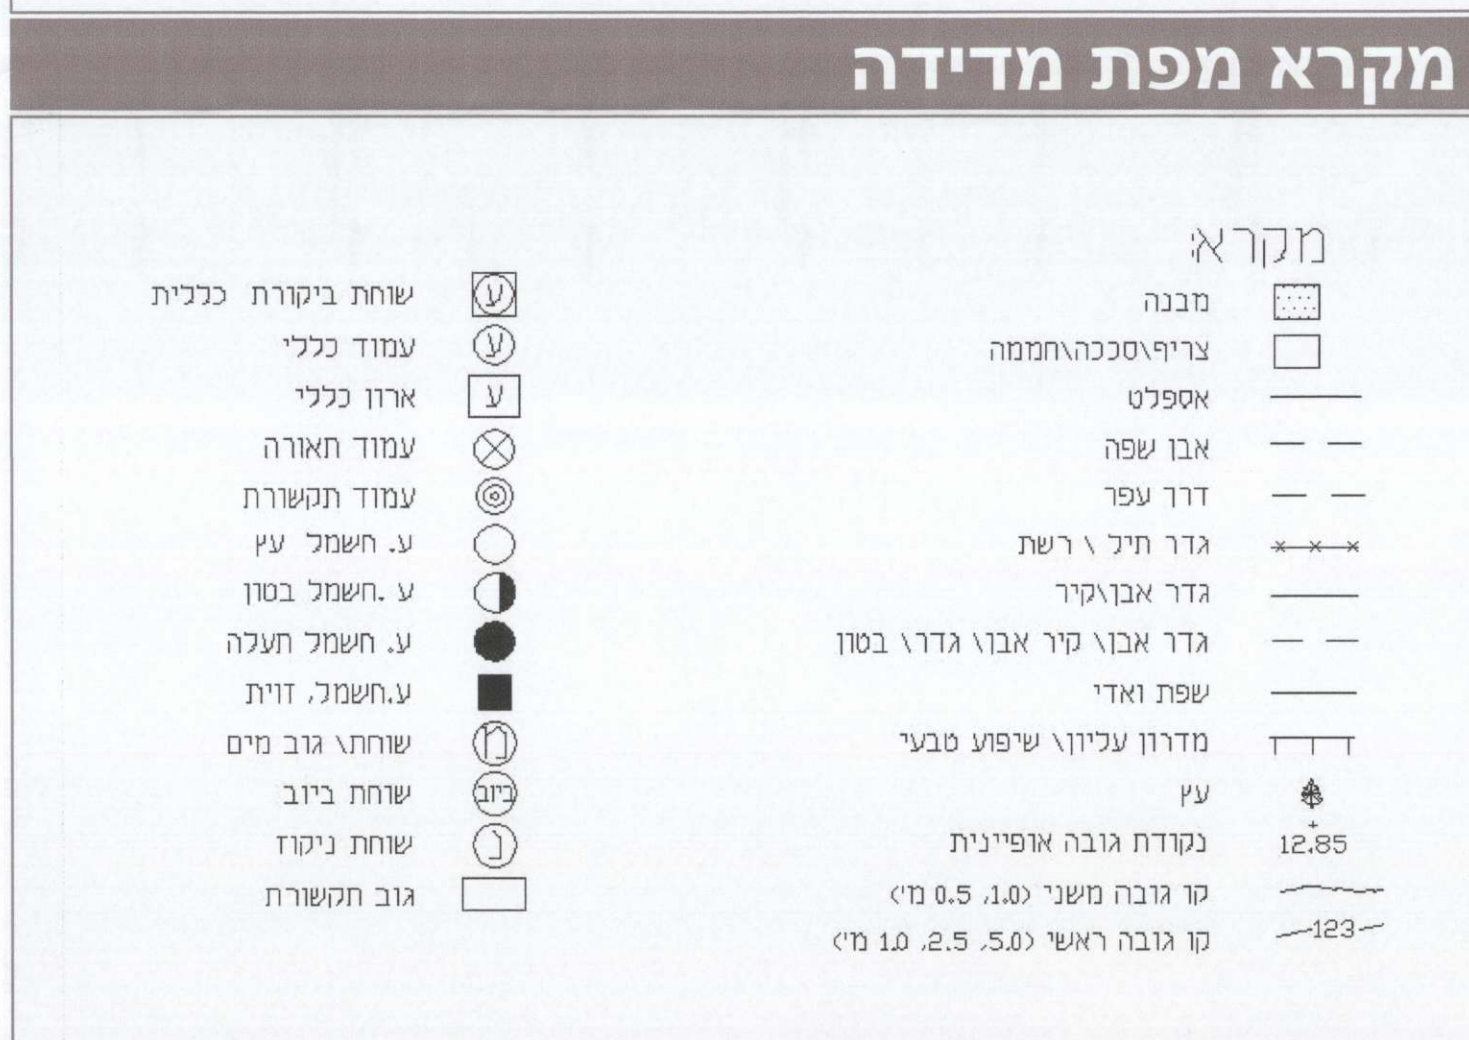 מקרא מפת מדידה
מקרא:
מבנה
צריף\סככה\חממה
אספלט
אבן שפה
דרך עפר
גדר תיל \ רשת
גדר אבן\קיר
גדר אבן\ קיר אבן\ גדר\ בטון
שפת ואדי
מדרון עליון\ שיפוע טבעי
עץ
נקודת גובה אופיינית 12.85
קו גובה משני (1.0, 0.5 מ')
קו גובה ראשי (5.0, 2.5, 1.0 מ') 123
ע שוחת ביקורת כללית
ע עמוד כללי
ע ארון כללי
עמוד תאורה
עמוד תקשורת
ע. חשמל עץ
ע .חשמל בטון
ע. חשמל תעלה
ע.חשמל, זוית
מ שוחת\ גוב מים
ביוב שוחת ביוב
נ שוחת ניקוז
גוב תקשורת